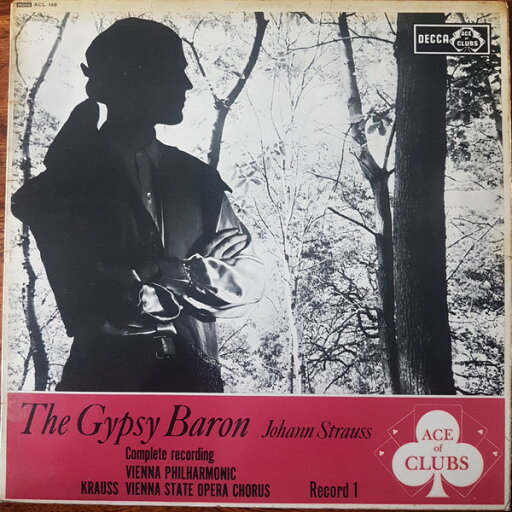 MONO ACL 166
DECCA ACE of CLUBS
The Gypsy Baron Johann Strauss
Complete recording
VIENNA PHILHARMONIC
KRAUSS VIENNA STATE OPERA CHORUS Record 1
ACE
of
CLUBS